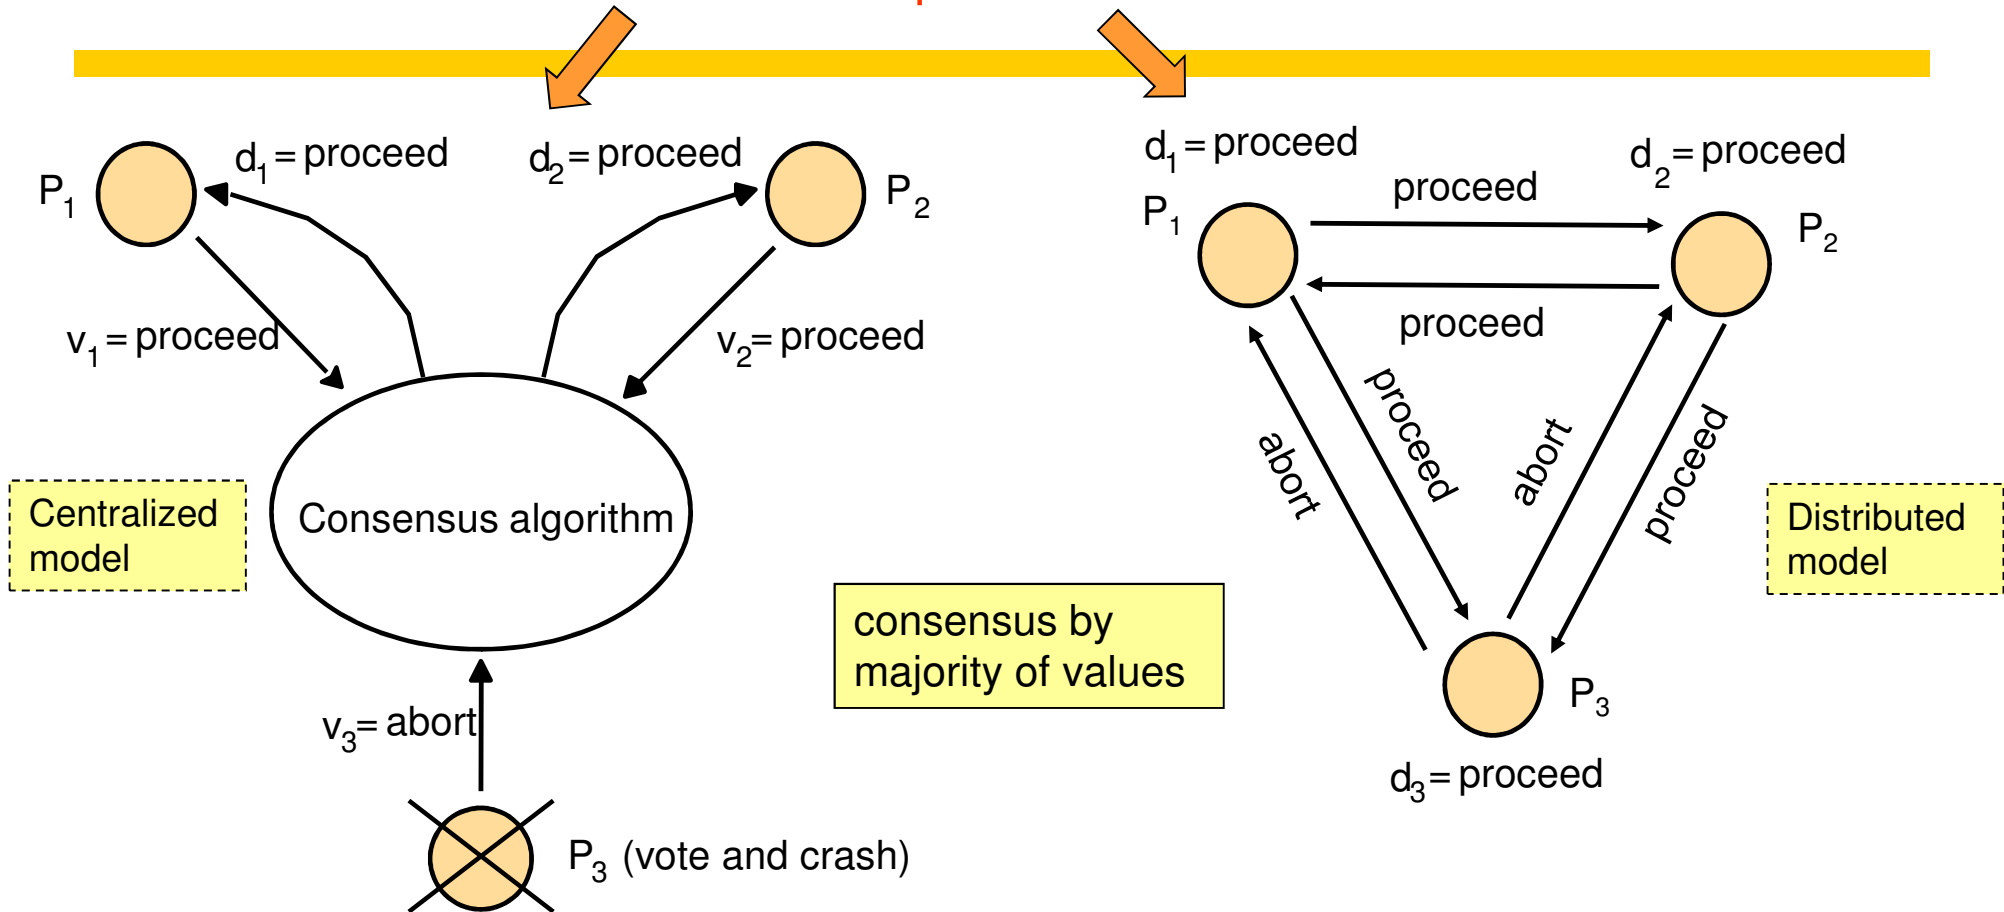 d1 = proceed
d2 = proceed
P1
P2
v1 = proceed
v2 = proceed
Centralized
model
Consensus algorithm
v3 = abort
P3 (vote and crash)
consensus by
majority of values
d1 = proceed
d2 = proceed
P1
proceed
P2
proceed
proceed
abort
abort
proceed
Distributed
model
P3
d3 = proceed